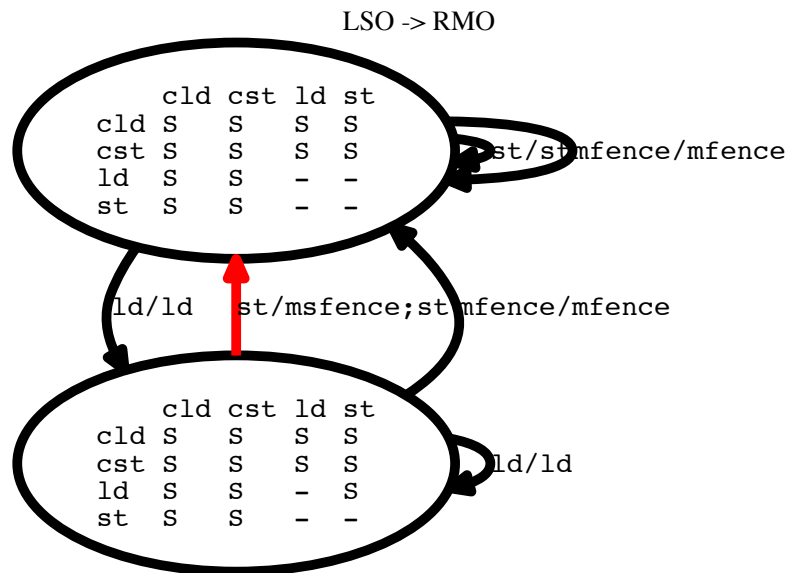 LSO -> RMO
cld cst ld st
cld S S S S
cst S S S S
ld S S - -
st S S - -
st/st
mfence/mfence
ld/ld
st/msfence;st
mfence/mfence
cld cst ld st
cld S S S S
cst S S S S
ld S S - S
st S S - -
ld/ld